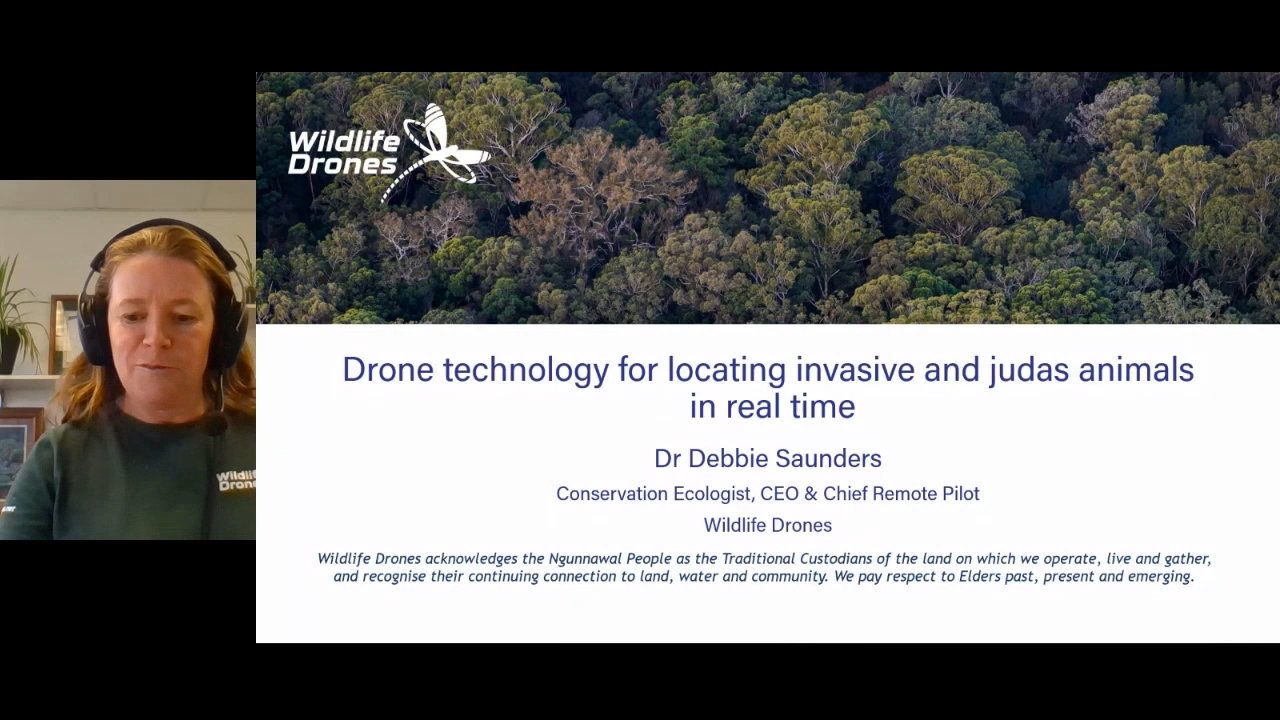 Wildlife
Drones
Drone technology for locating invasive and judas animals
in real time
Dr Debbie Saunders
Conservation Ecologist, CEO & Chief Remote Pilot
Wildlife Drones
Wildlife Drones acknowledges the Ngunnawal People as the Traditional Custodians of the land on which we operate, live and gather,
and recognise their continuing connection to land, water and community. We pay respect to Elders past, present and emerging.
Wildlif
Drone